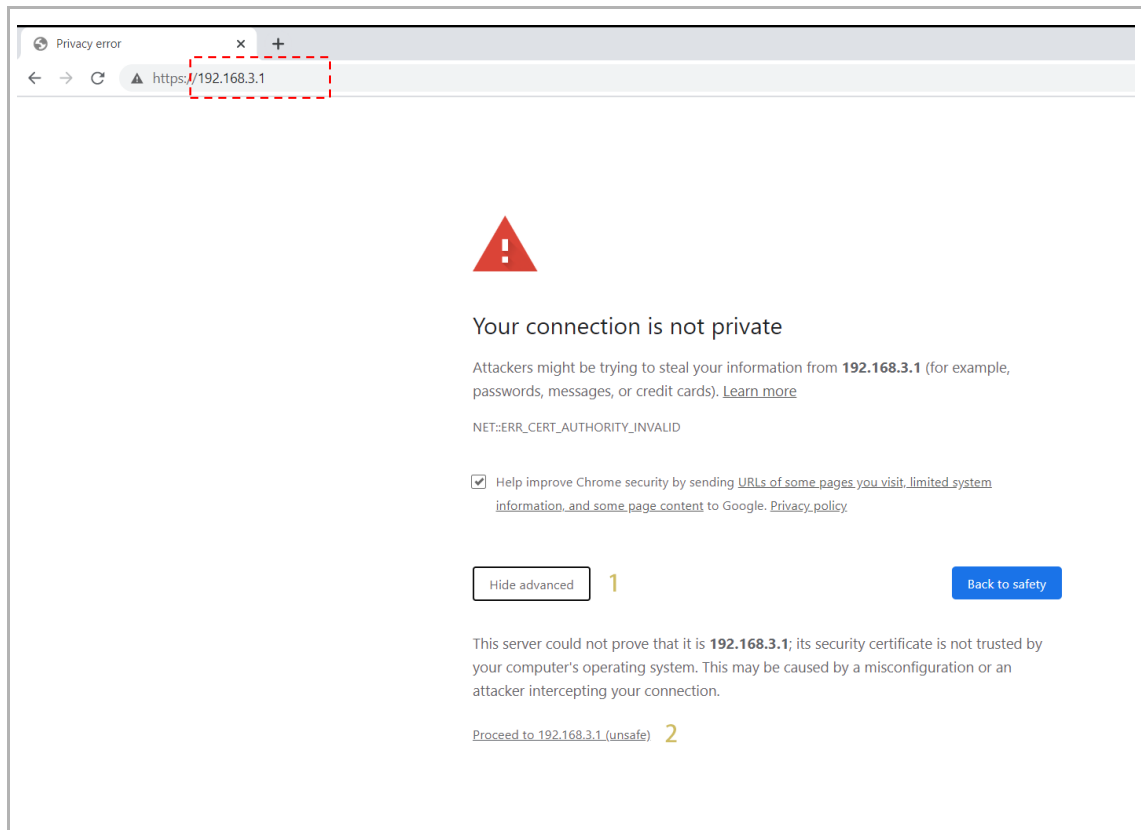 Privacy error
https://192.168.3.1
Your connection is not private
Attackers might be trying to steal your information from 192.168.3.1 (for example,
passwords, messages, or credit cards). Learn more
NET::ERR_CERT_AUTHORITY_INVALID
Help improve Chrome security by sending URLs of some pages you visit, limited system
information, and some page content to Google. Privacy policy
Hide advanced 1 Back to safety
This server could not prove that it is 192.168.3.1; its security certificate is not trusted by
your computer's operating system. This may be caused by a misconfiguration or an
attacker intercepting your connection.
Proceed to 192.168.3.1 (unsafe) 2